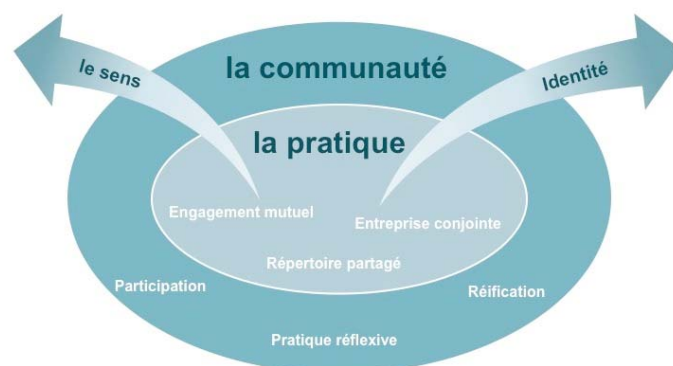 le sens
la communauté
Identité
la pratique
Engagement mutuel
Entreprise conjointe
Répertoire partagé
Participation
Réification
Pratique réflexive